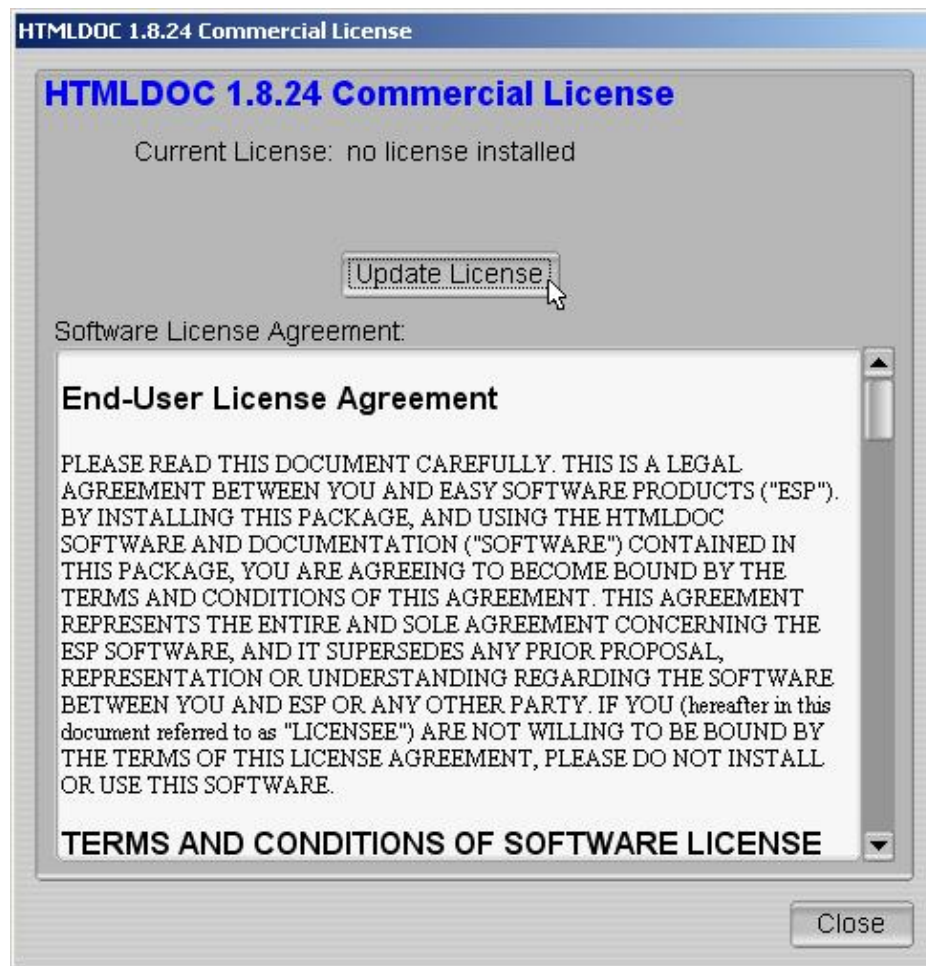 HTMLDOC 1.8.24 Commercial License
HTMLDOC 1.8.24 Commercial License
Current License: no license installed
Update License
Software License Agreement:
End-User License Agreement
PLEASE READ THIS DOCUMENT CAREFULLY. THIS IS A LEGAL
AGREEMENT BETWEEN YOU AND EASY SOFTWARE PRODUCTS ("ESP").
BY INSTALLING THIS PACKAGE, AND USING THE HTMLDOC
SOFTWARE AND DOCUMENTATION ("SOFTWARE") CONTAINED IN
THIS PACKAGE, YOU ARE AGREEING TO BECOME BOUND BY THE
TERMS AND CONDITIONS OF THIS AGREEMENT. THIS AGREEMENT
REPRESENTS THE ENTIRE AND SOLE AGREEMENT CONCERNING THE
ESP SOFTWARE, AND IT SUPERSEDES ANY PRIOR PROPOSAL,
REPRESENTATION OR UNDERSTANDING REGARDING THE SOFTWARE
BETWEEN YOU AND ESP OR ANY OTHER PARTY. IF YOU (hereafter in this
document referred to as "LICENSEE") ARE NOT WILLING TO BE BOUND BY
THE TERMS OF THIS LICENSE AGREEMENT, PLEASE DO NOT INSTALL
OR USE THIS SOFTWARE.
TERMS AND CONDITIONS OF SOFTWARE LICENSE
Close